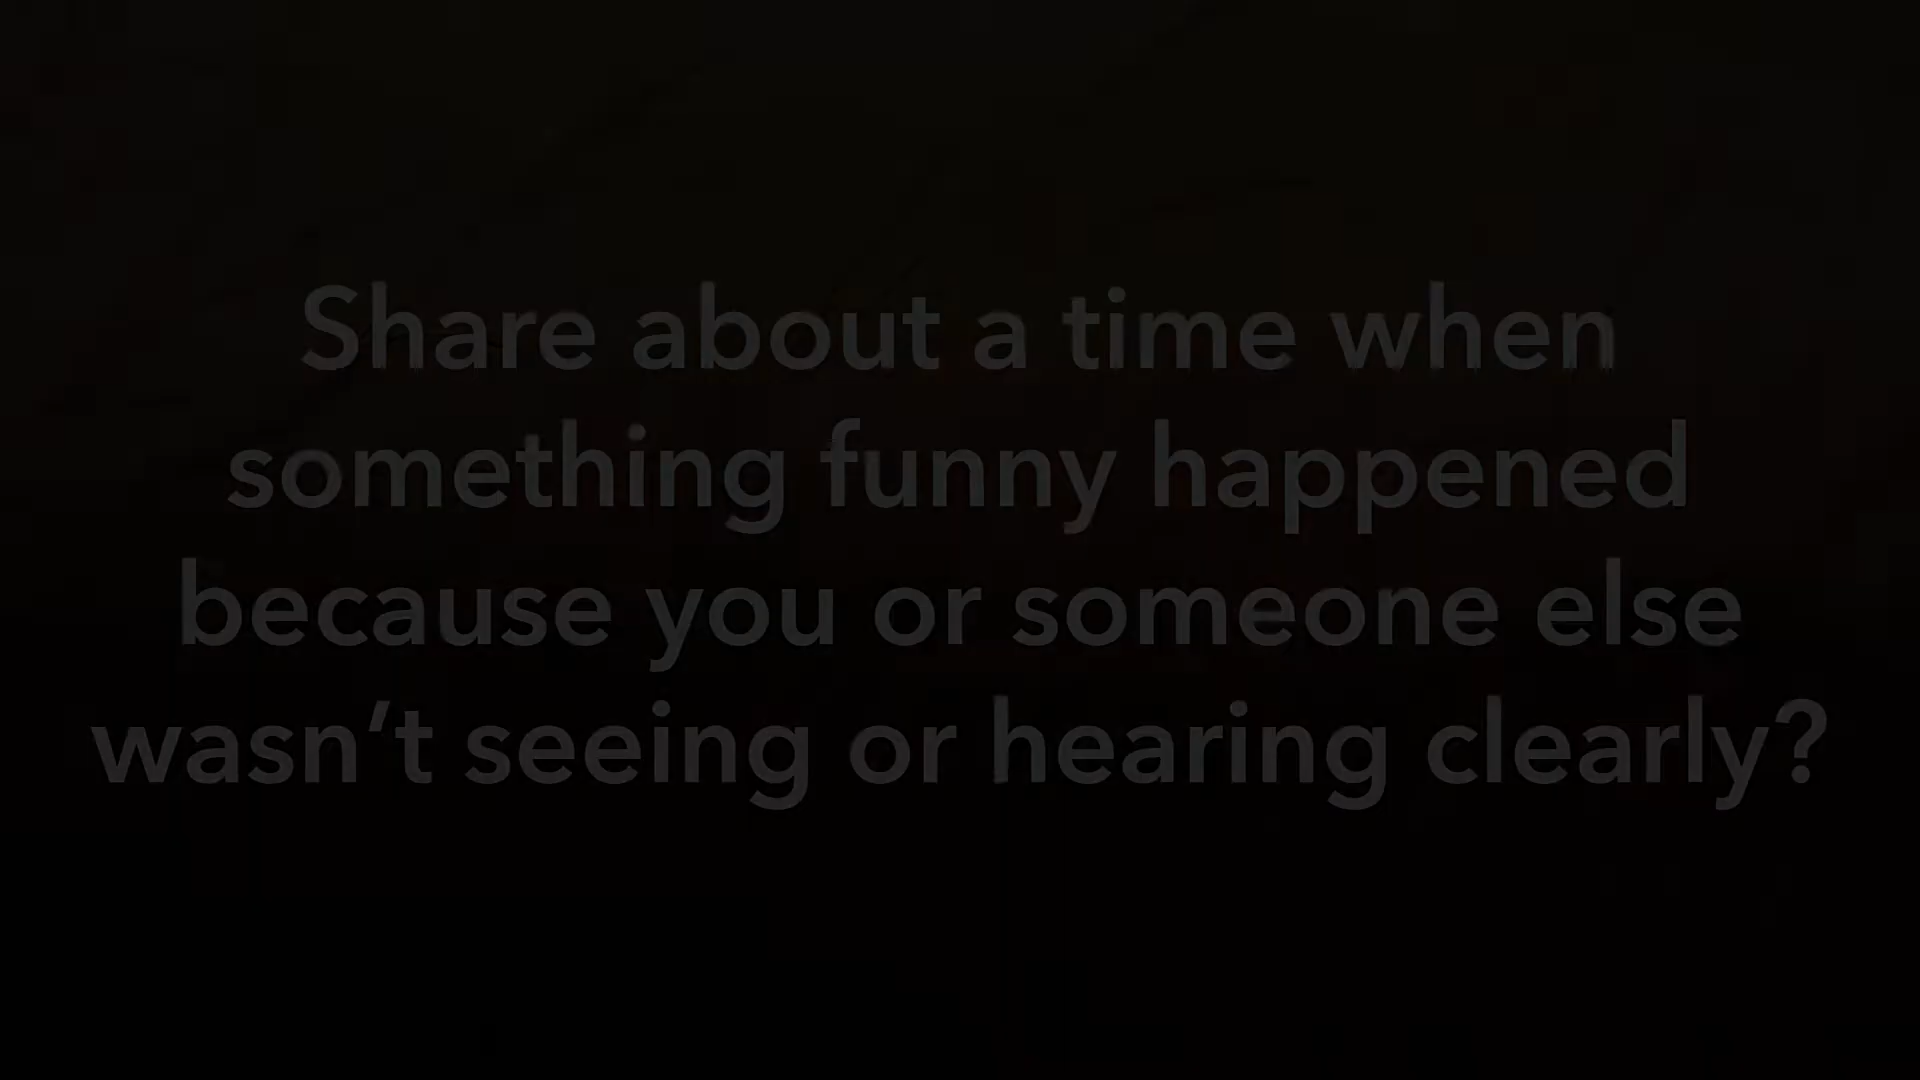 Share about a time when
something funny happened
because you or someone else
wasn’t seeing or hearing clearly?